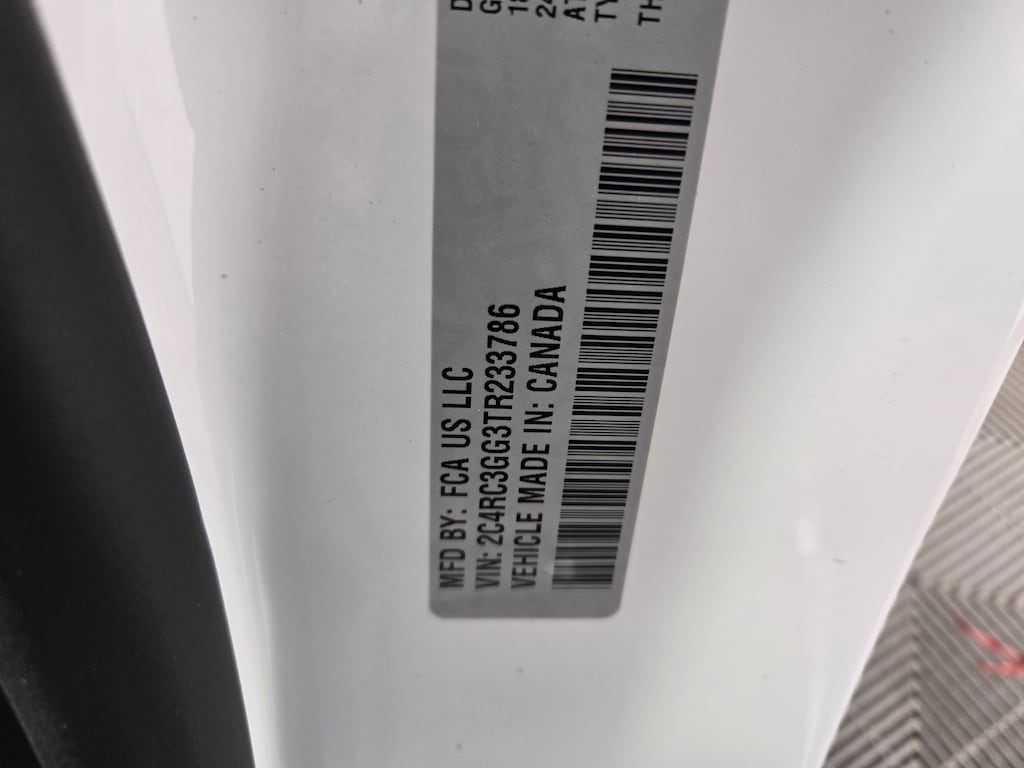 MFD BY: FCA US LLC
VIN: 2C4RC3GG3TR233786
VEHICLE MADE IN: CANADA